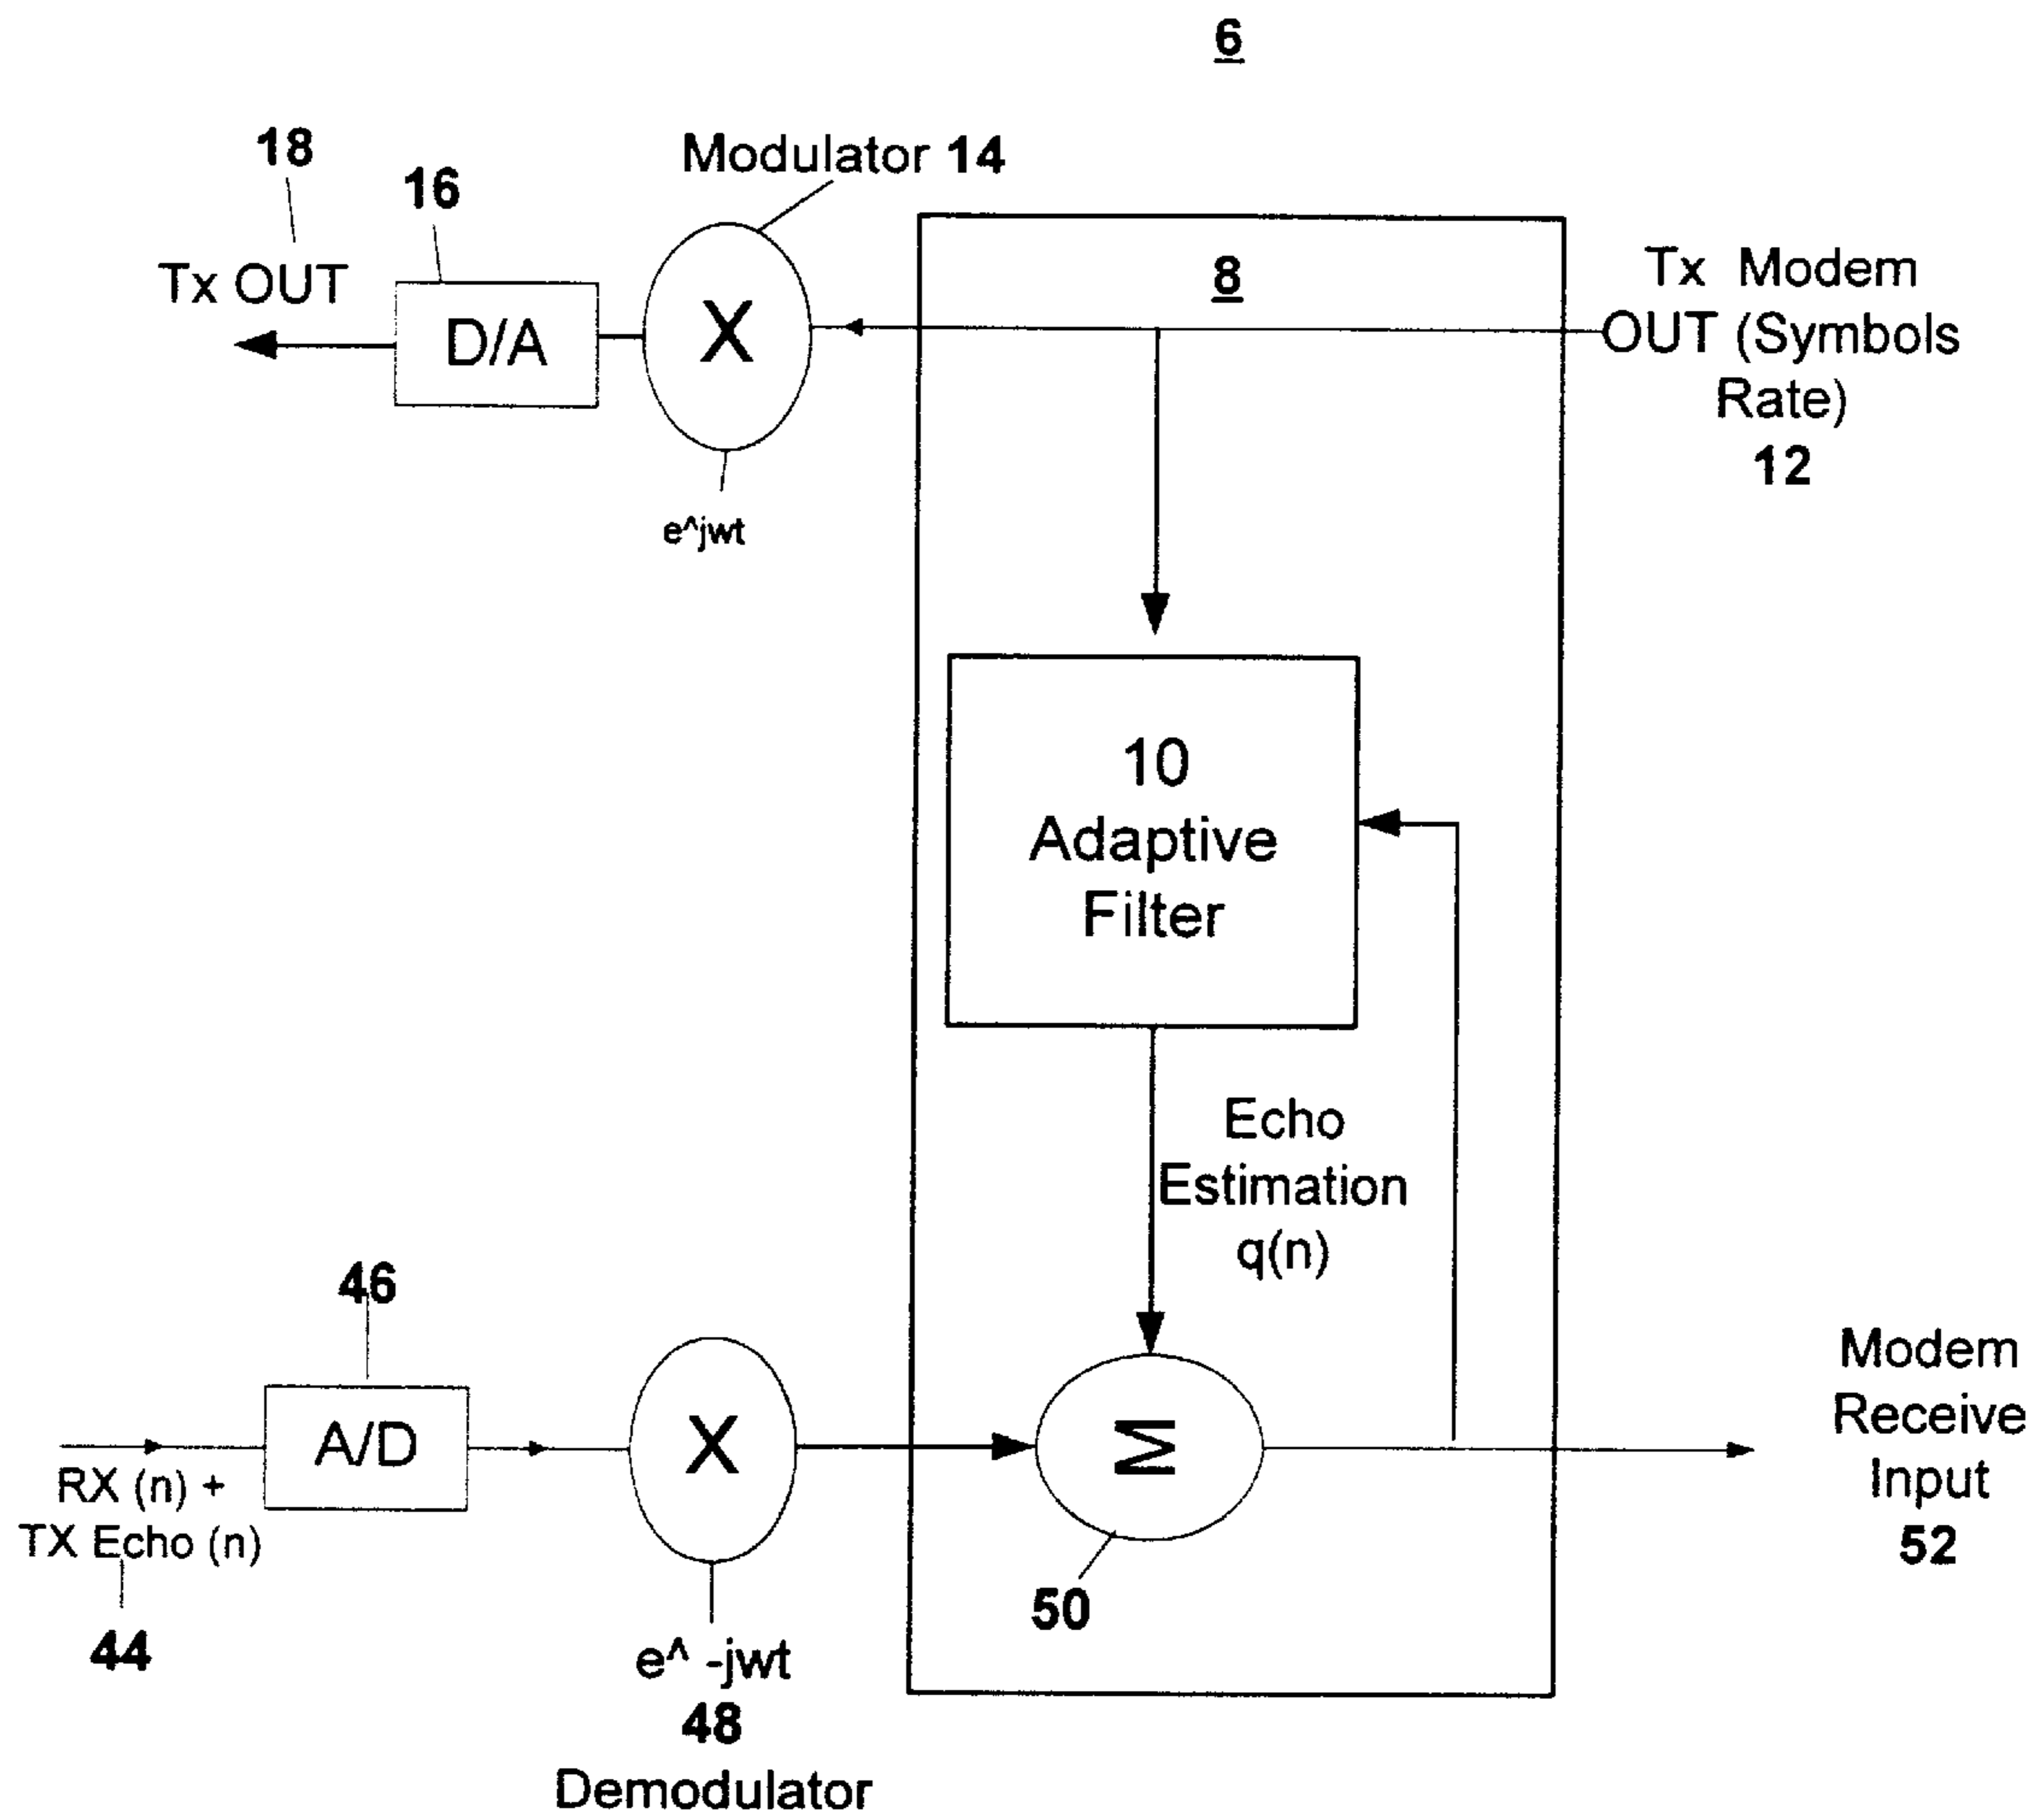 6
18
16
Modulator 14
Tx OUT
D/A
X
e^jwt
8
Tx Modem
OUT (Symbols
Rate)
12
10
Adaptive
Filter
Echo
Estimation
q(n)
46
A/D
RX (n) +
TX Echo (n)
44
X
e^ -jwt
48
Demodulator
Σ
50
Modem
Receive
Input
52